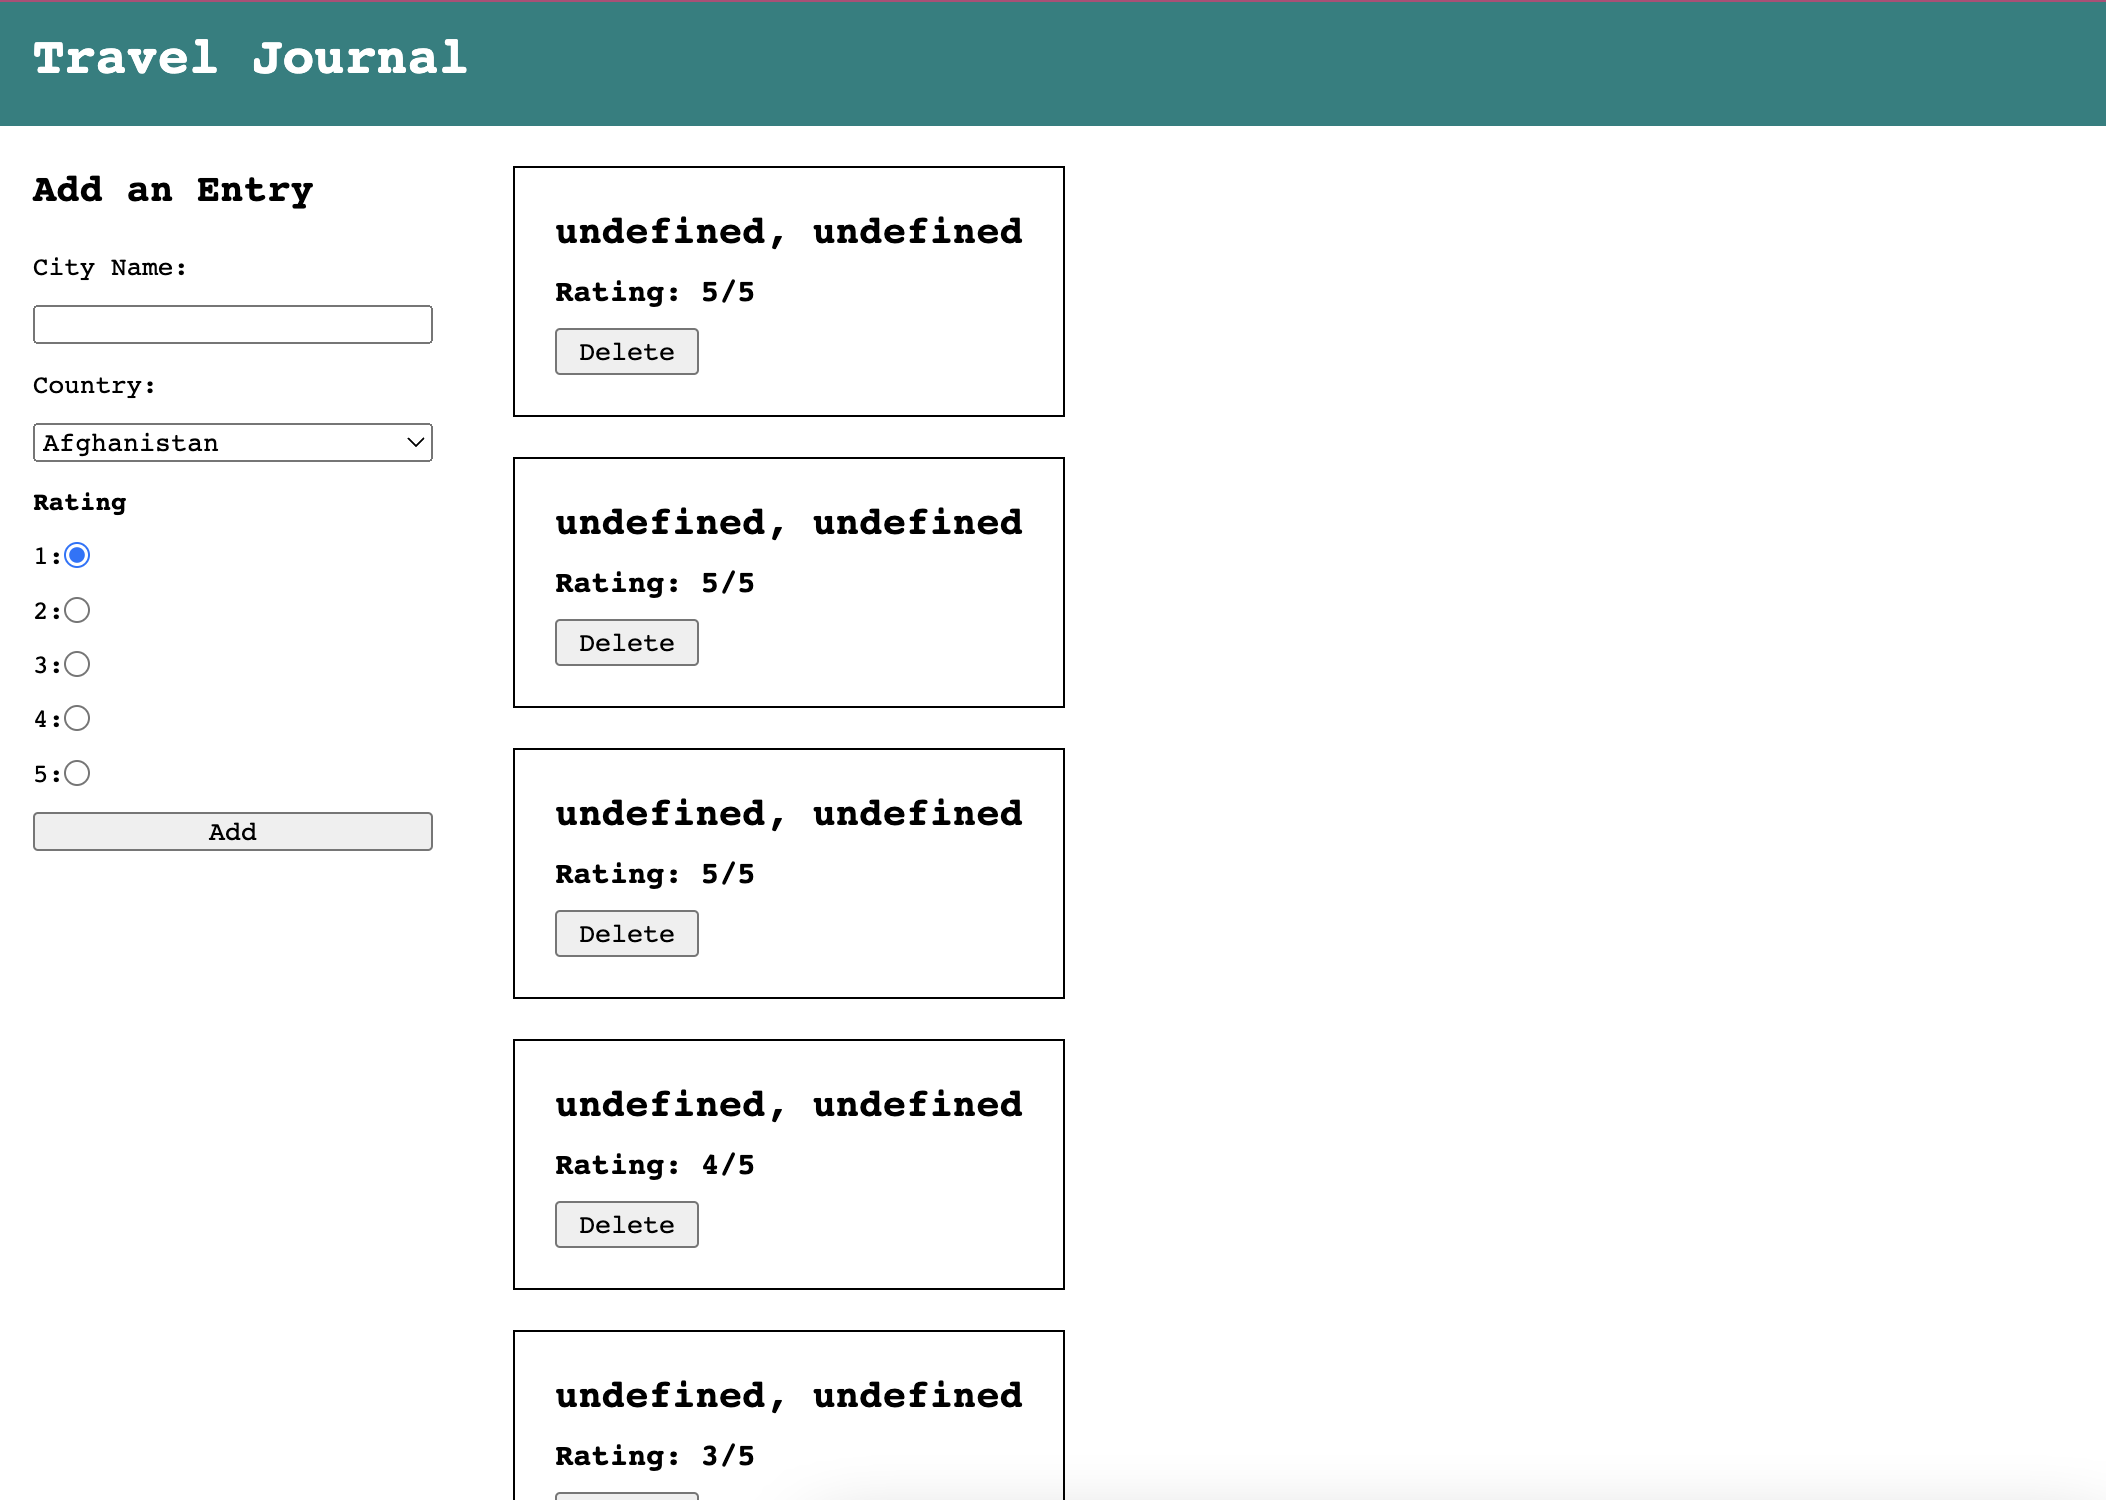 Travel Journal
Add an Entry
City Name:
Country:
Afghanistan
Rating
1:
2:
3:
4:
5:
Add
undefined, undefined
Rating: 5/5
Delete
undefined, undefined
Rating: 5/5
Delete
undefined, undefined
Rating: 5/5
Delete
undefined, undefined
Rating: 4/5
Delete
undefined, undefined
Rating: 3/5